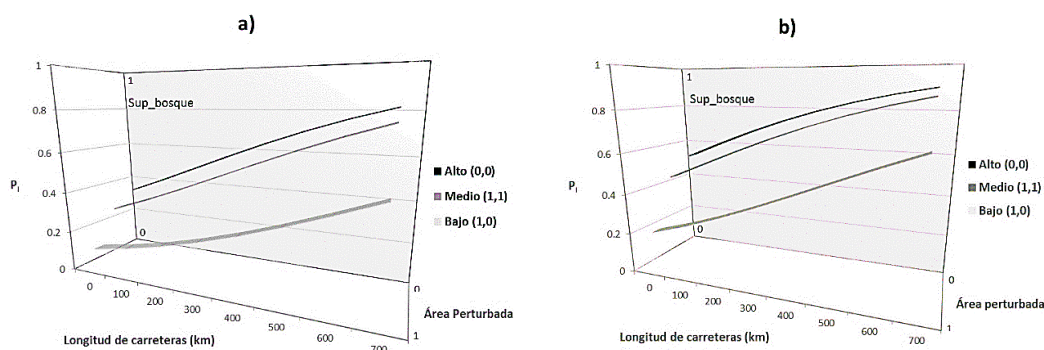 a)
1
0.8
0.6
0.4
0.2
0
P_i
1
Sup_bosque
0
0
100
200
300
400
500
600
700
Longitud de carreteras (km)
0
1
Área Perturbada
Alto (0,0)
Medio (1,1)
Bajo (1,0)
b)
1
0.8
0.6
0.4
0.2
0
P_i
1
Sup_bosque
0
0
100
200
300
400
500
600
700
Longitud de carreteras (km)
0
1
Área perturbada
Alto (0,0)
Medio (1,1)
Bajo (1,0)